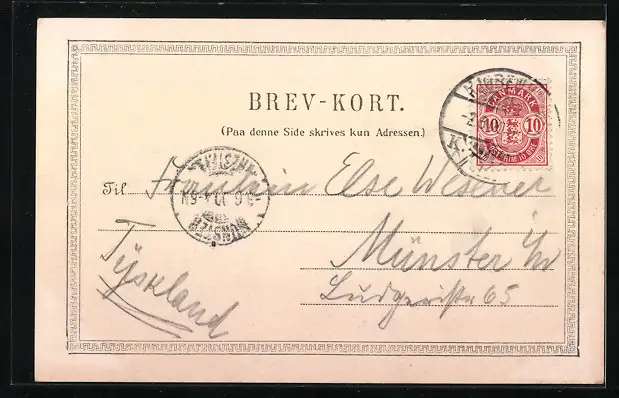 BREV-KORT.
(Paa denne Side skrives kun Adressen.)
DANMARK
10 10
Til Fräulein Else Wesener
Münster i/W
Ludgeristr 65
Tyskland